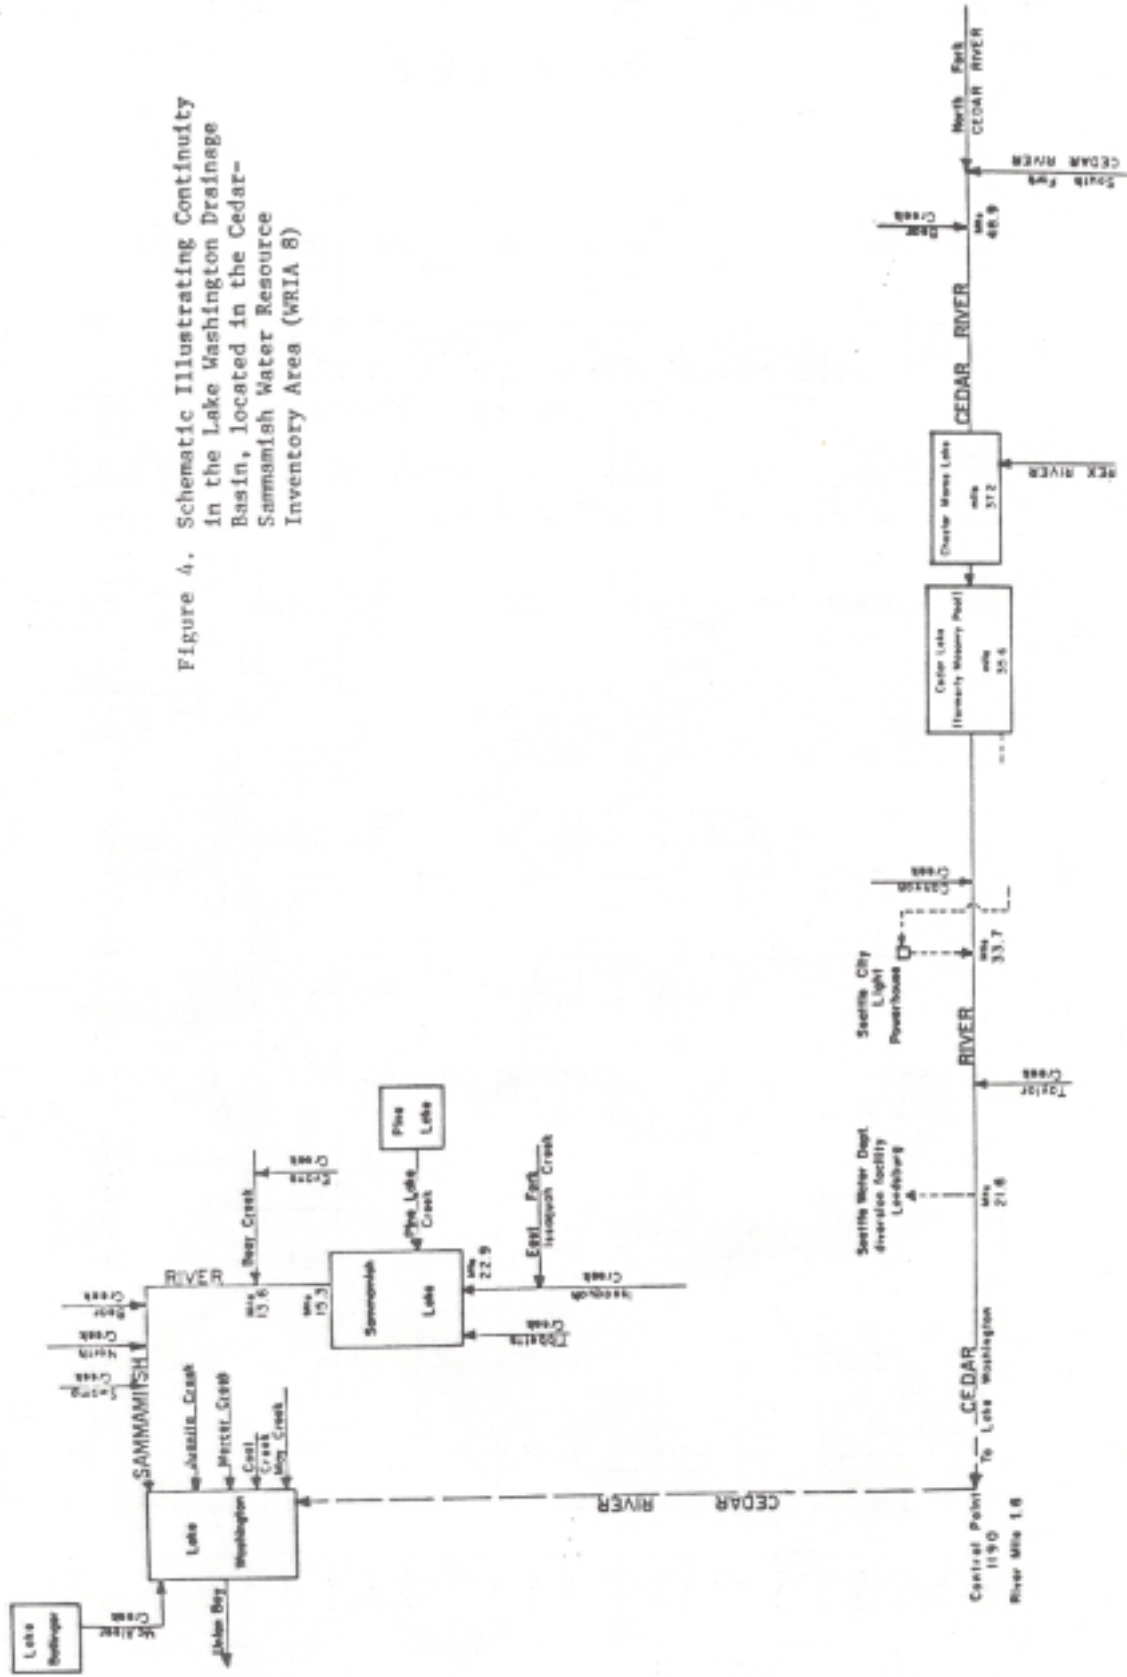 Figure 4. Schematic Illustrating Continuity
in the Lake Washington Drainage
Basin, located in the Cedar-
Sammamish Water Resource
Inventory Area (WRIA 8)
Lake
Ballinger
McAleer
Creek
Union Bay
Lake
Washington
SAMMAMISH
RIVER
Swamp
Creek
North
Creek
Bear
Creek
Juanita Creek
Mercer Creek
Coal
Creek
May Creek
Bear Creek
Evans
Creek
Mile
13.6
Mile
15.3
Sammamish
Lake
Mile
22.9
Pine Lake
Creek
Pine
Lake
Tibbetts
Creek
Issaquah
Creek
East Fork
Issaquah Creek
CEDAR
RIVER
Control Point
1190
River Mile 1.6
To Lake Washington
CEDAR
RIVER
Seattle Water Dept.
diversion facility
Landsburg
Mile
21.6
Taylor
Creek
Seattle City
Light
Powerhouse
Mile
33.7
Canyon
Creek
Cedar Lake
(formerly Masonry Pool)
mile
35.6
Chester Morse Lake
mile
37.2
REX RIVER
CEDAR RIVER
Bear
Creek
Mile
48.9
South Fork
CEDAR RIVER
North Fork
CEDAR RIVER